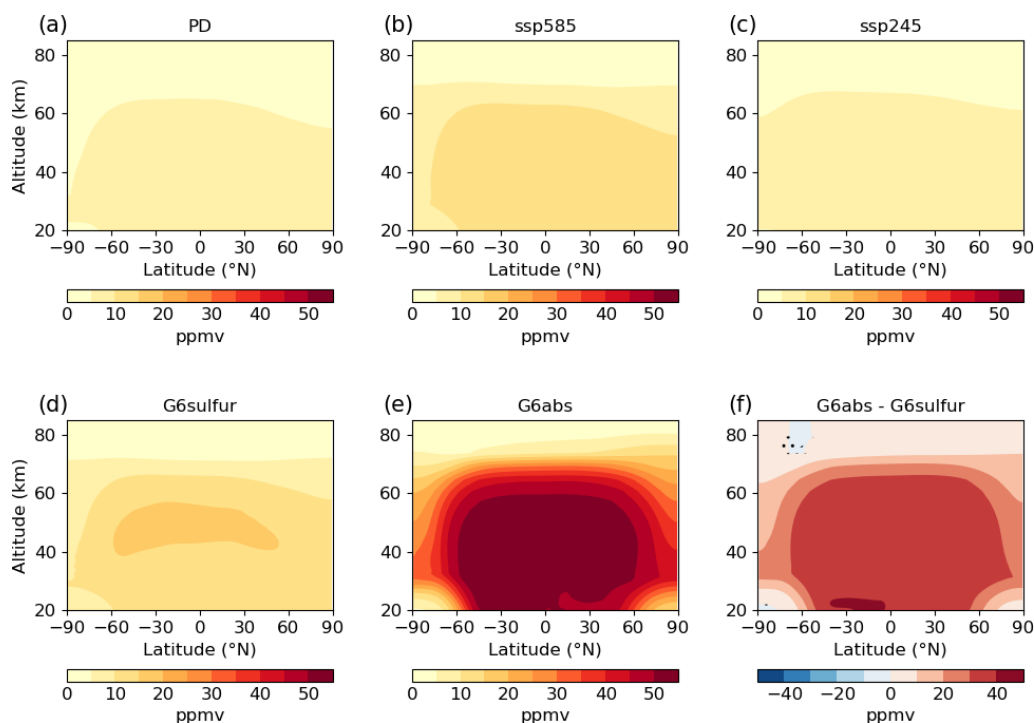 (a) PD
(b) ssp585
(c) ssp245
Altitude (km)
80
60
40
20
80
60
40
20
80
60
40
20
−90 −60 −30 0 30 60 90
−90 −60 −30 0 30 60 90
−90 −60 −30 0 30 60 90
Latitude (°N)
Latitude (°N)
Latitude (°N)
0 10 20 30 40 50
0 10 20 30 40 50
0 10 20 30 40 50
ppmv
ppmv
ppmv
(d) G6sulfur
(e) G6abs
(f) G6abs - G6sulfur
Altitude (km)
80
60
40
20
80
60
40
20
80
60
40
20
−90 −60 −30 0 30 60 90
−90 −60 −30 0 30 60 90
−90 −60 −30 0 30 60 90
Latitude (°N)
Latitude (°N)
Latitude (°N)
0 10 20 30 40 50
0 10 20 30 40 50
−40 −20 0 20 40
ppmv
ppmv
ppmv